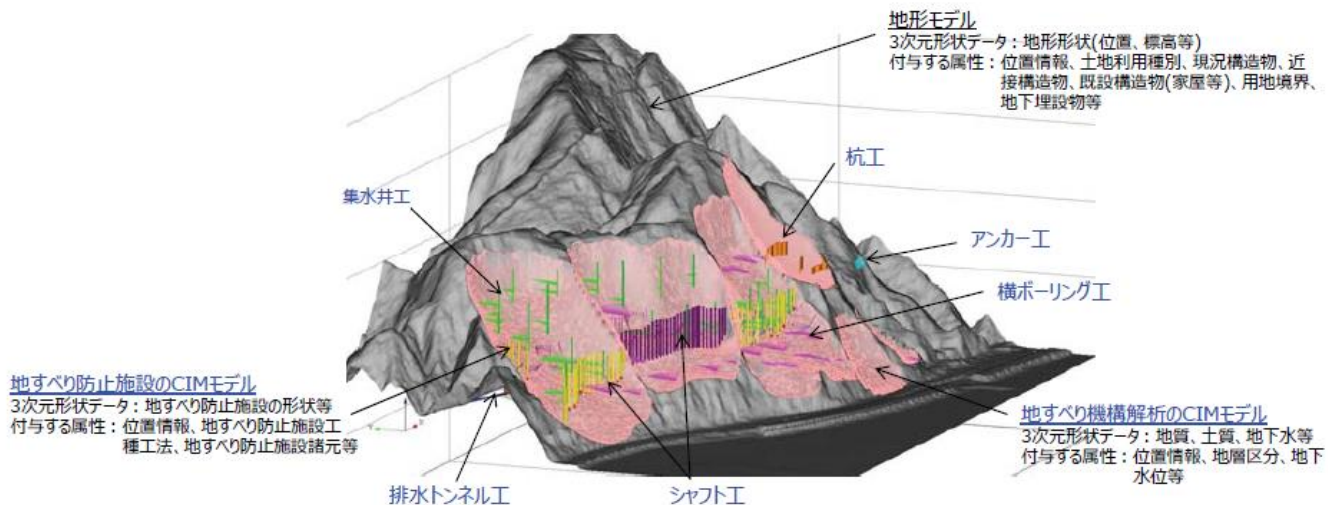 地形モデル
3次元形状データ：地形形状(位置、標高等)
付与する属性：位置情報、土地利用種別、現況構造物、近
接構造物、既設構造物(家屋等)、用地境界、
地下埋設物等
杭工
集水井工
アンカー工
横ボーリング工
地すべり防止施設のCIMモデル
3次元形状データ：地すべり防止施設の形状等
付与する属性：位置情報、地すべり防止施設工
種工法、地すべり防止施設諸元等
地すべり機構解析のCIMモデル
3次元形状データ：地質、土質、地下水等
付与する属性：位置情報、地層区分、地下
水位等
排水トンネル工
シャフト工